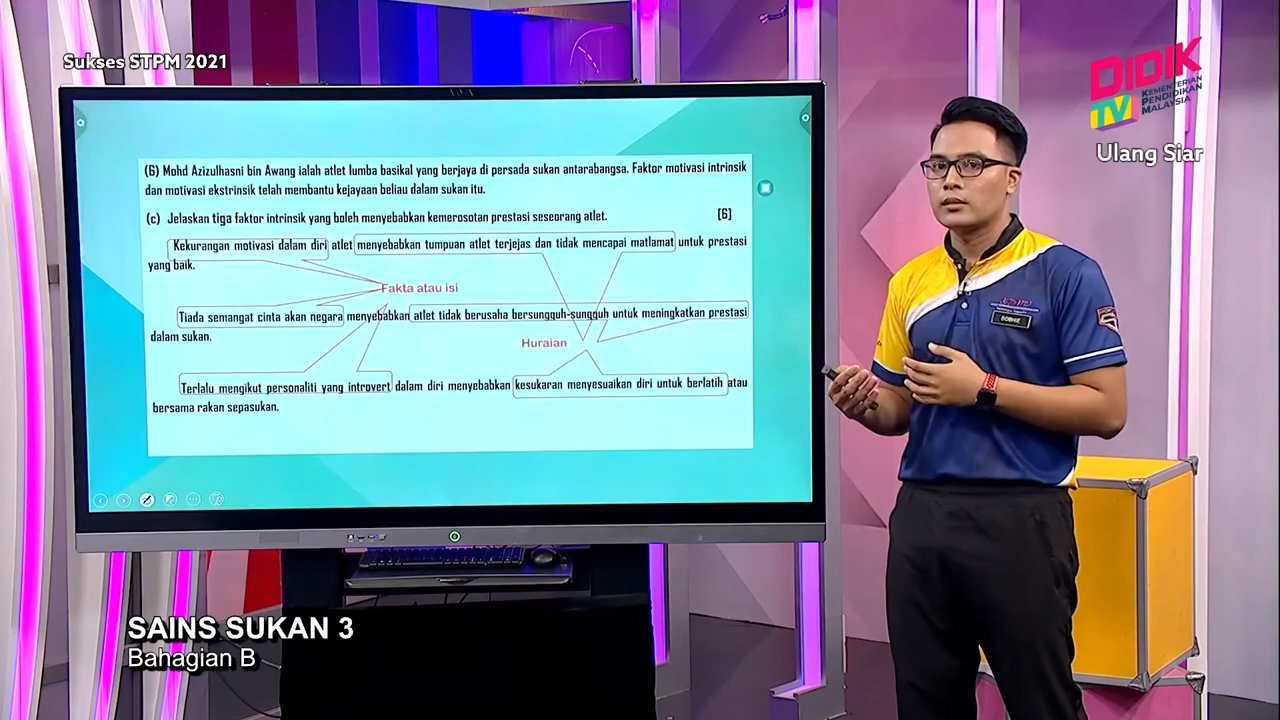 Sukses STPM 2021
DIDIK
TV KEMENTERIAN
PENDIDIKAN
MALAYSIA
Ulang Siar
(6) Mohd Azizulhasni bin Awang ialah atlet lumba basikal yang berjaya di persada sukan antarabangsa. Faktor motivasi intrinsik
dan motivasi ekstrinsik telah membantu kejayaan beliau dalam sukan itu.
(c) Jelaskan tiga faktor intrinsik yang boleh menyebabkan kemerosotan prestasi seseorang atlet. [6]
Kekurangan motivasi dalam diri atlet menyebabkan tumpuan atlet terjejas dan tidak mencapai matlamat untuk prestasi
yang baik.
Fakta atau isi
Tiada semangat cinta akan negara menyebabkan atlet tidak berusaha bersungguh-sungguh untuk meningkatkan prestasi
dalam sukan.
Huraian
Terlalu mengikut personaliti yang introvert dalam diri menyebabkan kesukaran menyesuaikan diri untuk berlatih atau
bersama rakan sepasukan.
SAINS SUKAN 3
Bahagian B